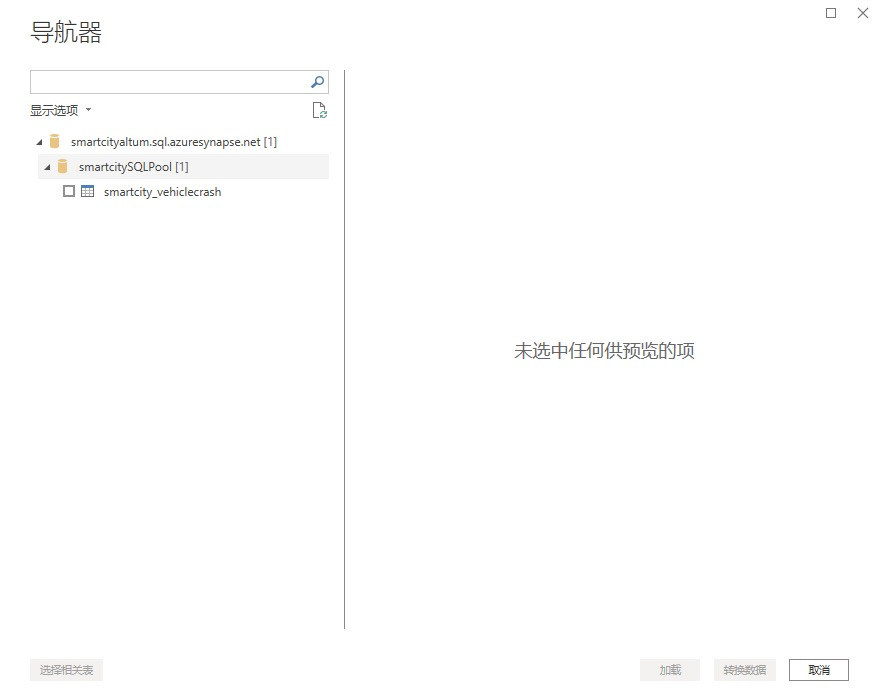 导航器
显示选项
smartcityaltum.sql.azuresynapse.net [1]
smartcitySQLPool [1]
smartcity_vehiclecrash
未选中任何供预览的项
选择相关表
加载
转换数据
取消